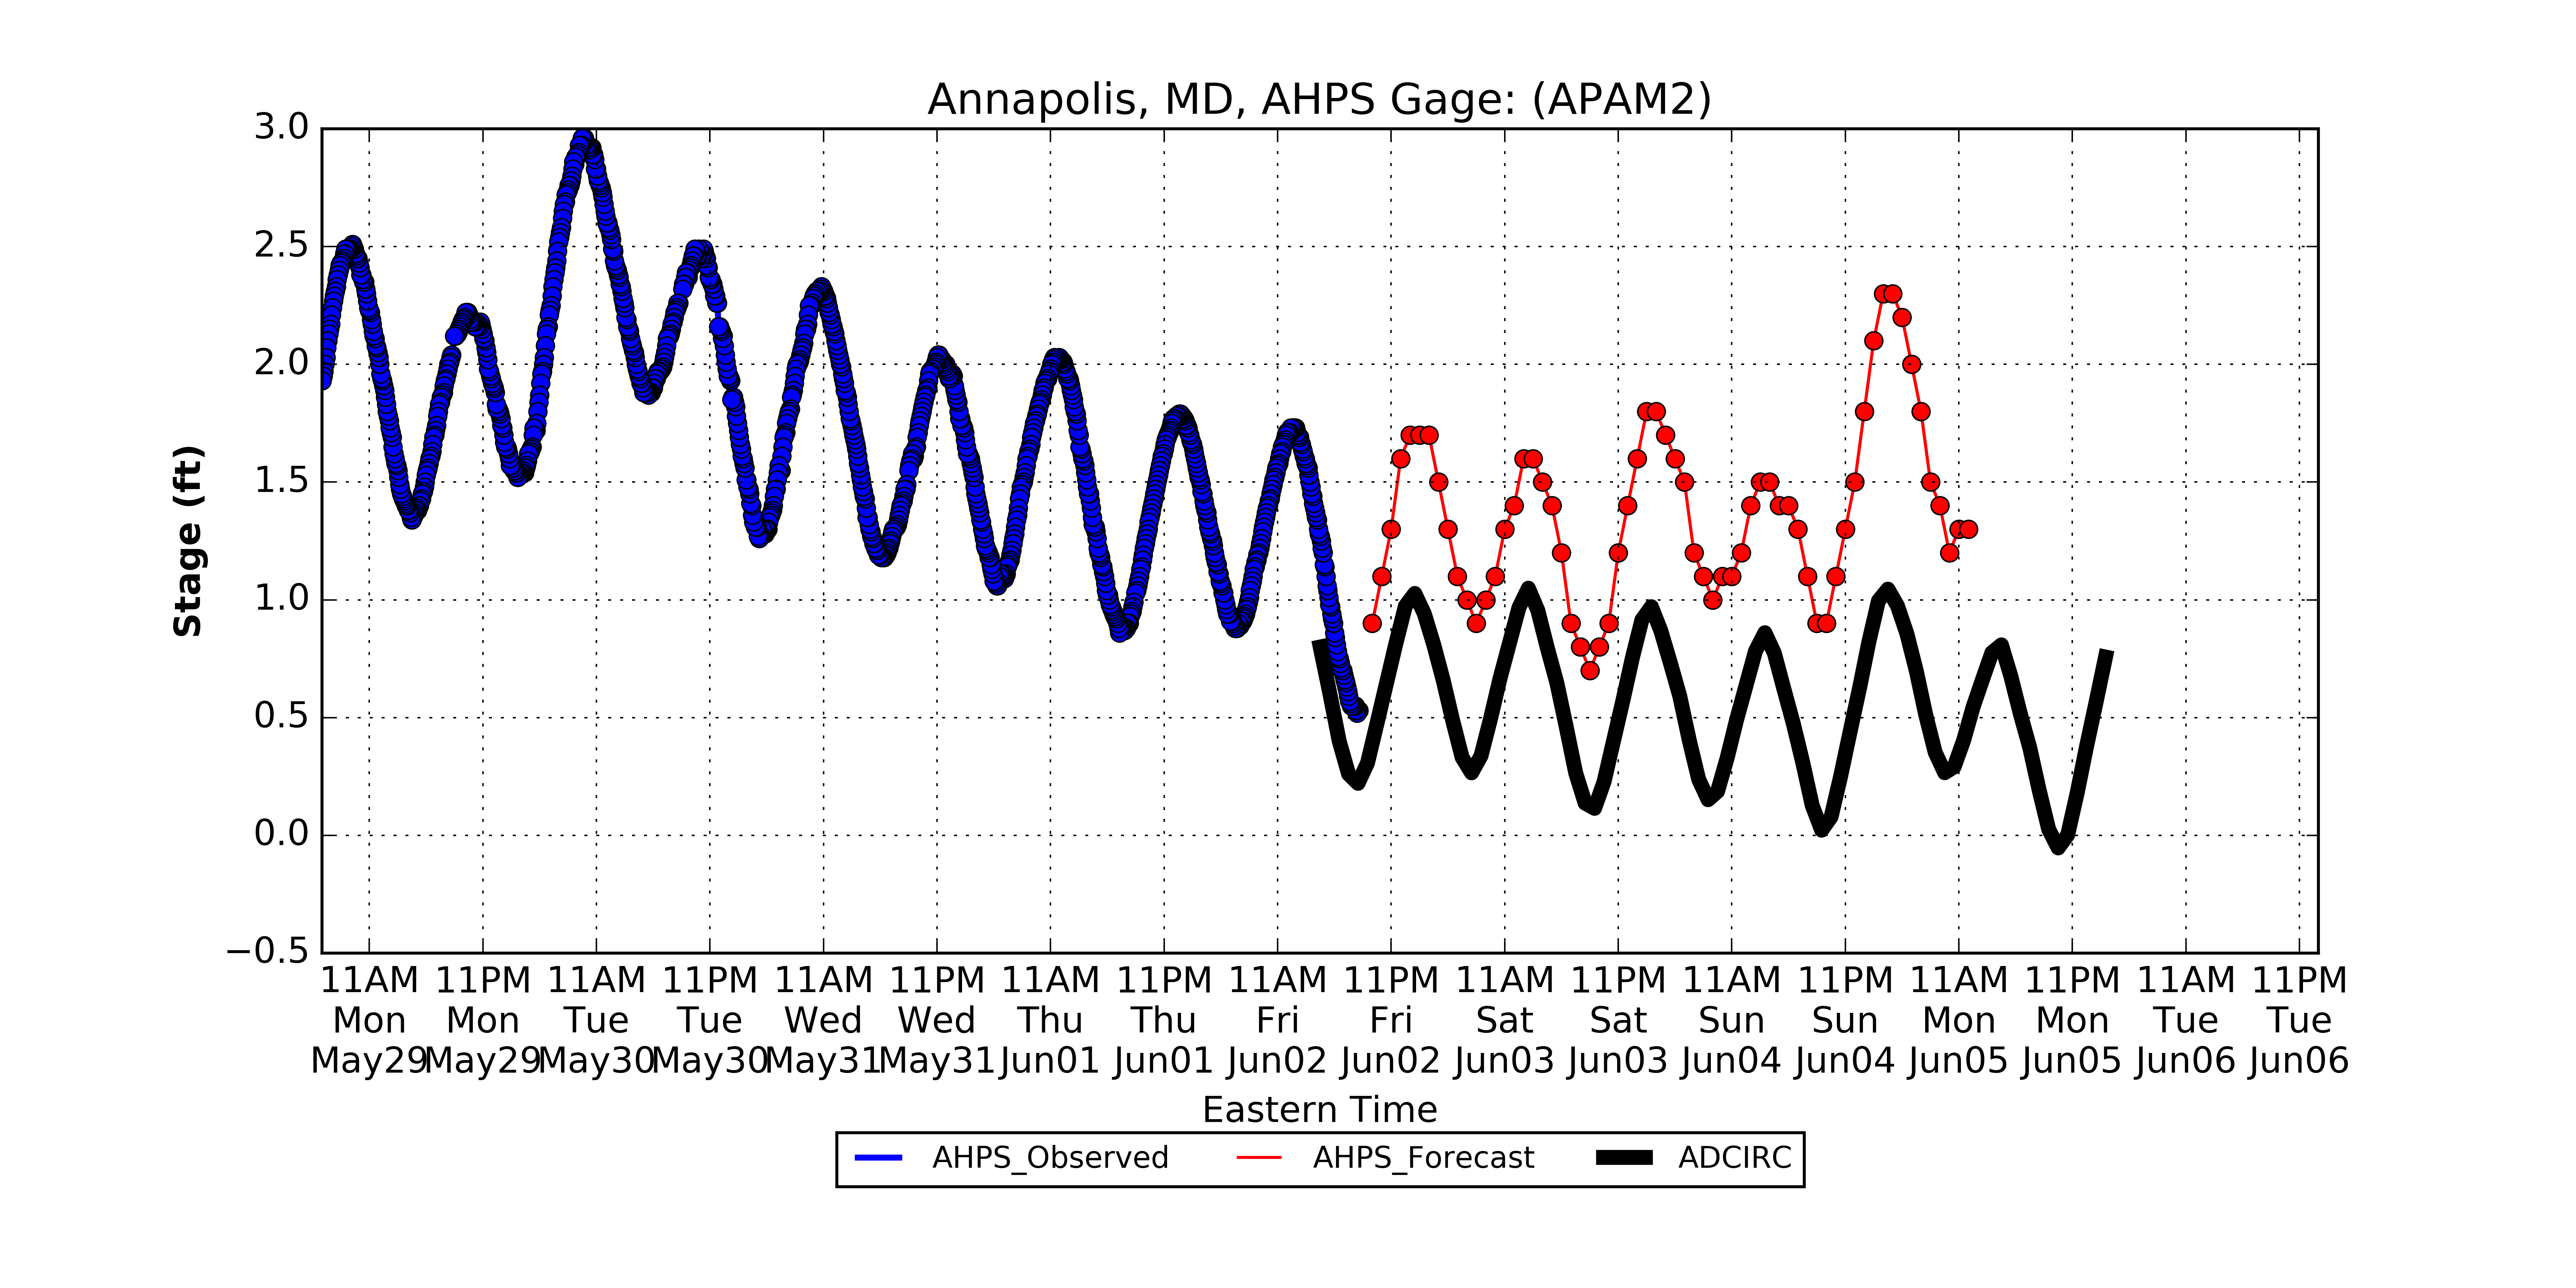 Annapolis, MD, AHPS Gage: (APAM2)
3.0
2.5
2.0
1.5
1.0
0.5
0.0
−0.5
Stage (ft)
11AM 11PM 11AM 11PM 11AM 11PM 11AM 11PM 11AM 11PM 11AM 11PM 11AM 11PM 11AM 11PM 11AM 11PM
Mon Mon Tue Tue Wed Wed Thu Thu Fri Fri Sat Sat Sun Sun Mon Mon Tue Tue
May29 May29 May30 May30 May31 May31 Jun01 Jun01 Jun02 Jun02 Jun03 Jun03 Jun04 Jun04 Jun05 Jun05 Jun06 Jun06
Eastern Time
AHPS_Observed AHPS_Forecast ADCIRC